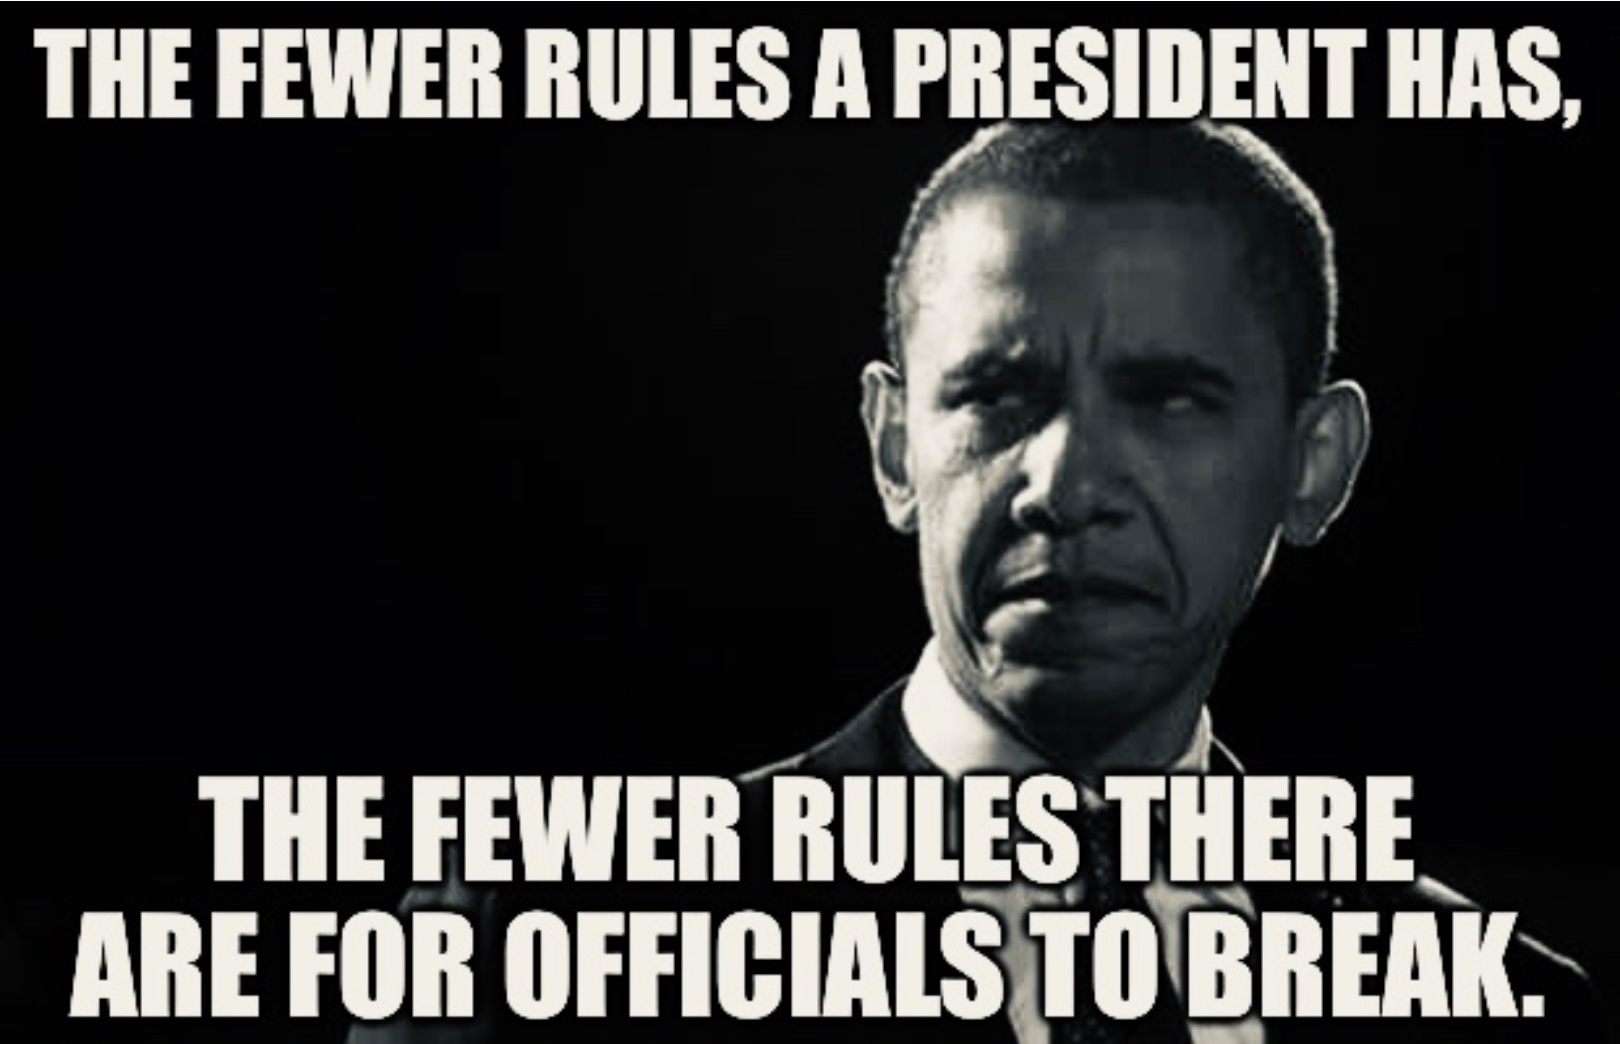 THE FEWER RULES A PRESIDENT HAS,
THE FEWER RULES THERE
ARE FOR OFFICIALS TO BREAK.